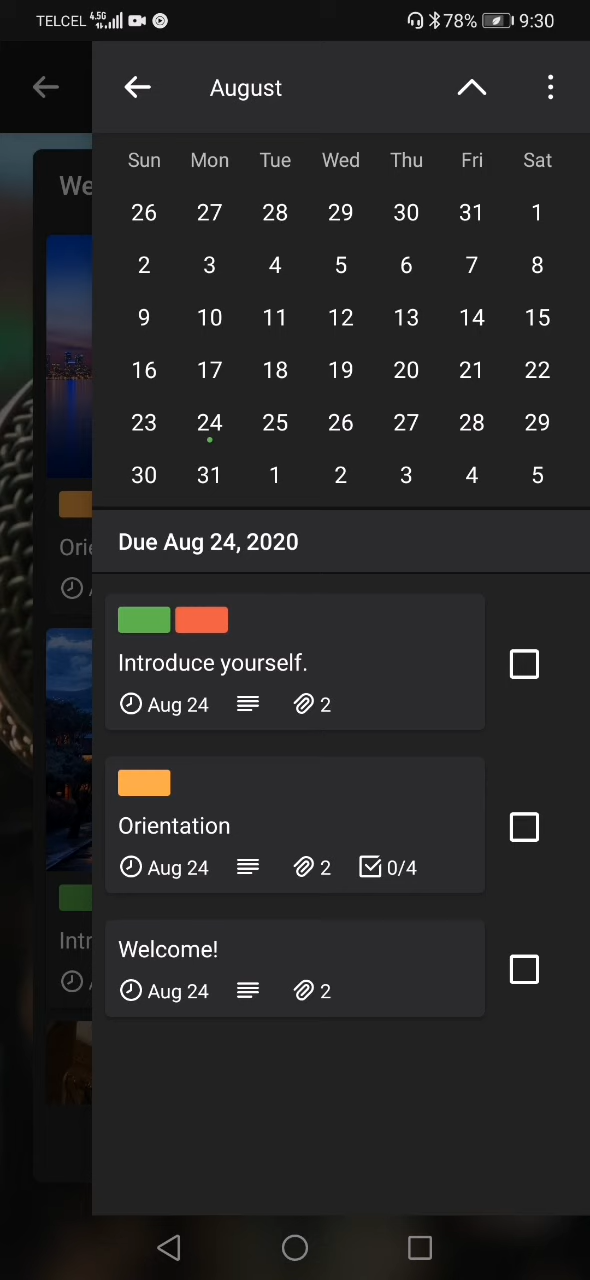 TELCEL 4.5G 78% 9:30
August
Sun Mon Tue Wed Thu Fri Sat
26 27 28 29 30 31 1
2 3 4 5 6 7 8
9 10 11 12 13 14 15
16 17 18 19 20 21 22
23 24 25 26 27 28 29
30 31 1 2 3 4 5
We
Due Aug 24, 2020
Introduce yourself.
Aug 24 2
Orientation
Aug 24 2 0/4
Welcome!
Aug 24 2
Orie
Intr